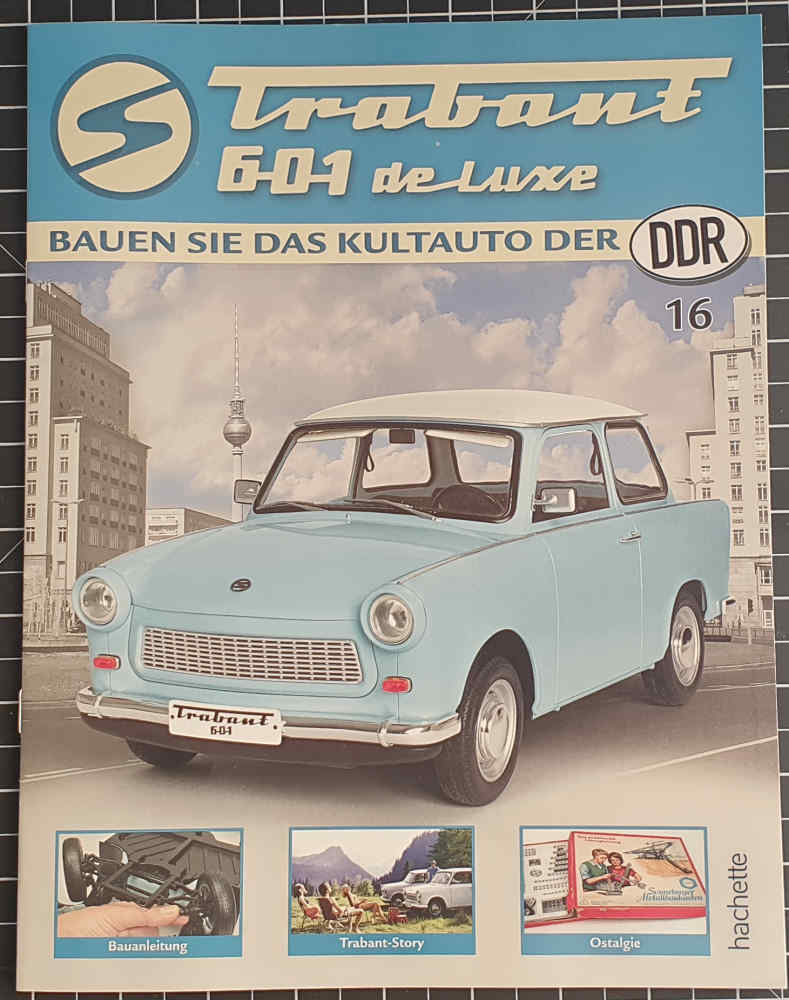 Trabant
601 de luxe
BAUEN SIE DAS KULTAUTO DER DDR
16
Trabant
601
Bauanleitung
Trabant-Story
Ostalgie
hachette